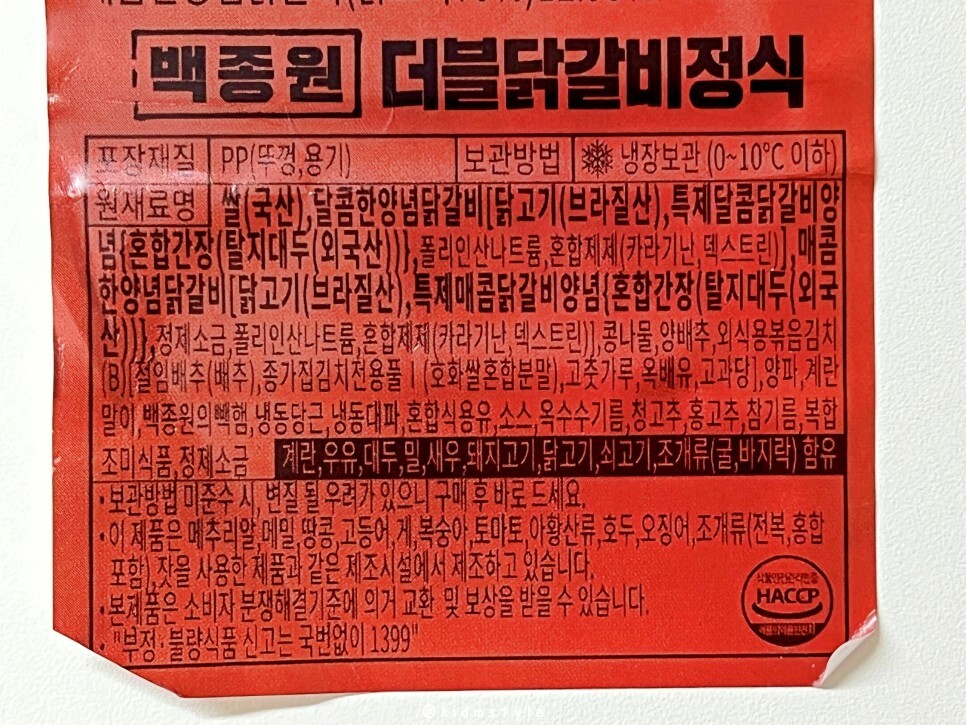 백종원 더블닭갈비정식
포장재질 PP(뚜껑,용기) 보관방법 냉장보관 (0~10℃ 이하)
원재료명 쌀(국산),달콤한양념닭갈비[닭고기(브라질산),특제달콤닭갈비양
념{혼합간장(탈지대두(외국산))},폴리인산나트륨,혼합제제(카라기난,덱스트린)],매콤
한양념닭갈비[닭고기(브라질산),특제매콤닭갈비양념{혼합간장(탈지대두(외국
산))},정제소금,폴리인산나트륨,혼합제제(카라기난,덱스트린)],콩나물,양배추,외식용볶음김치
(B)[절임배추(배추),종가집김치전용풀Ⅰ(호화쌀혼합분말),고춧가루,옥배유,고과당],양파,계란
말이,백종원의빽햄,냉동당근,냉동대파,혼합식용유,소스,옥수수기름,청고추,홍고추,참기름,복합
조미식품,정제소금 계란,우유,대두,밀,새우,돼지고기,닭고기,쇠고기,조개류(굴,바지락) 함유
·보관방법 미준수 시, 변질 될 우려가 있으니 구매 후 바로 드세요.
·이 제품은 메추리알,메밀,땅콩,고등어,게,복숭아,토마토,아황산류,호두,오징어,조개류(전복,홍합
포함),잣을 사용한 제품과 같은 제조시설에서 제조하고 있습니다.
·본제품은 소비자 분쟁해결기준에 의거 교환 및 보상을 받을 수 있습니다.
·"부정·불량식품 신고는 국번없이 1399"
식품안전관리인증
HACCP
식품의약품안전처